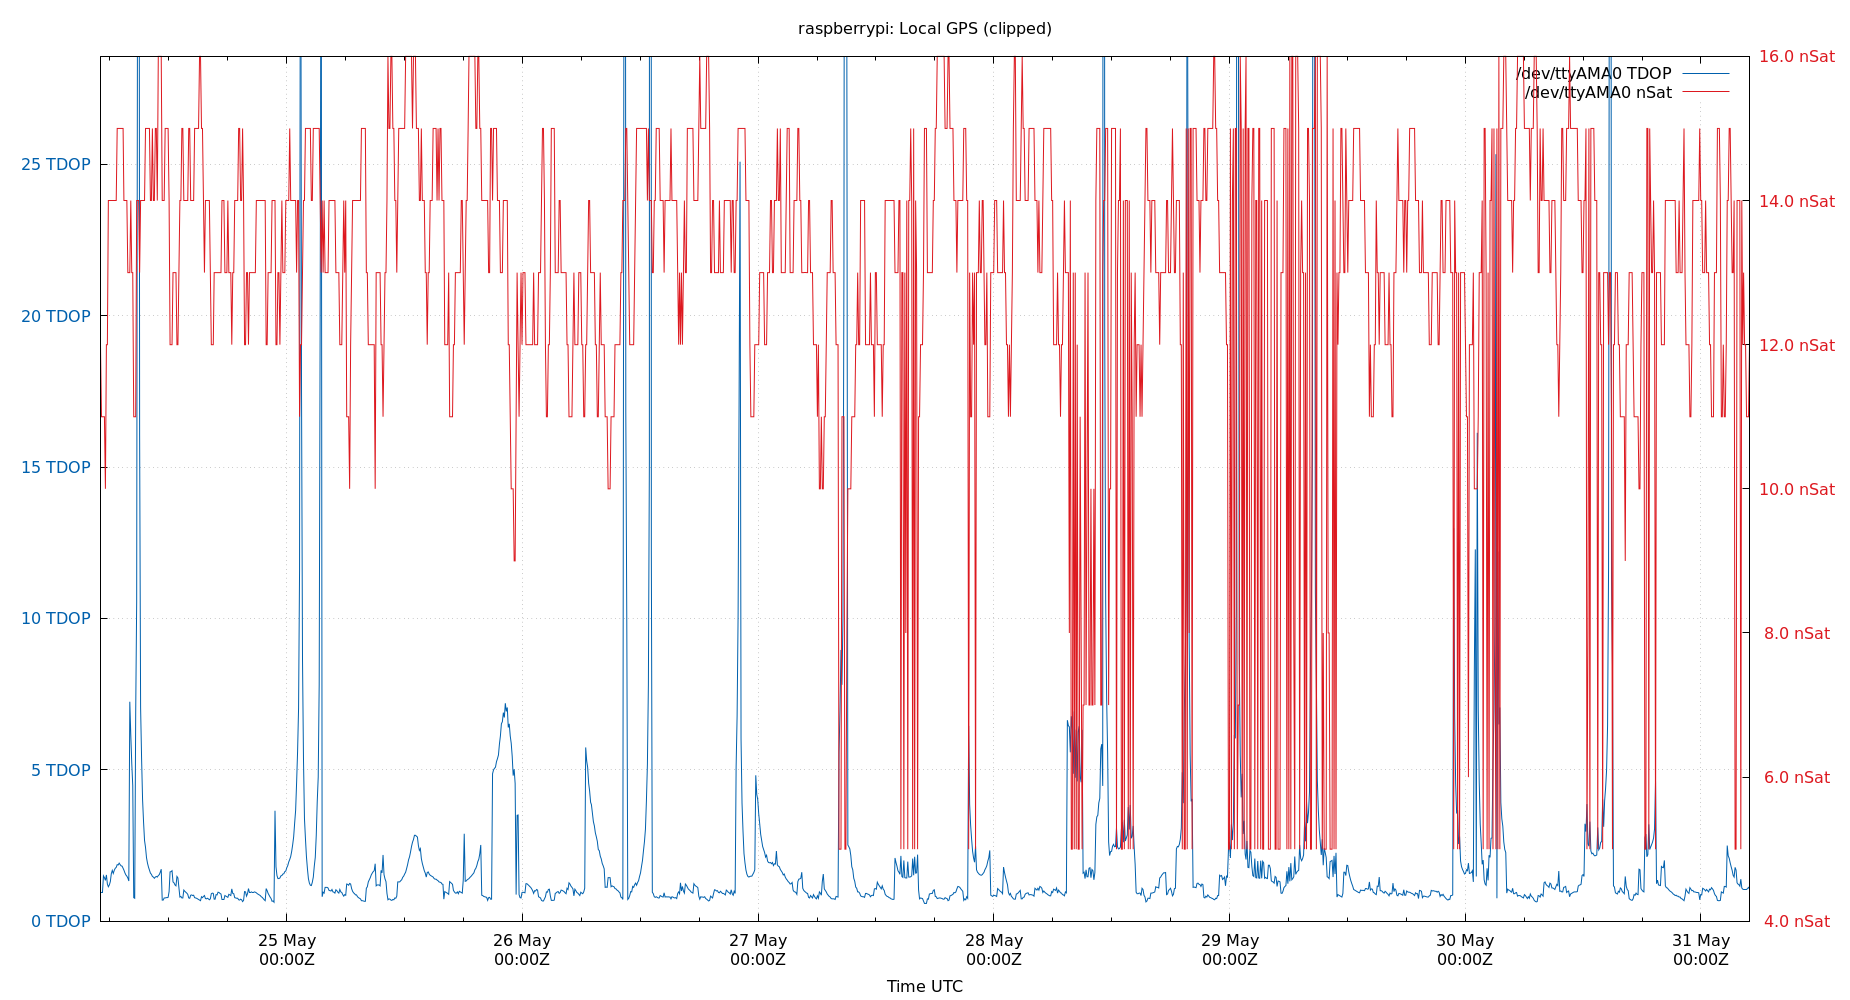 raspberrypi: Local GPS (clipped)
/dev/ttyAMA0 TDOP
/dev/ttyAMA0 nSat
25 TDOP
20 TDOP
15 TDOP
10 TDOP
5 TDOP
0 TDOP
16.0 nSat
14.0 nSat
12.0 nSat
10.0 nSat
8.0 nSat
6.0 nSat
4.0 nSat
25 May 26 May 27 May 28 May 29 May 30 May 31 May
00:00Z 00:00Z 00:00Z 00:00Z 00:00Z 00:00Z 00:00Z
Time UTC